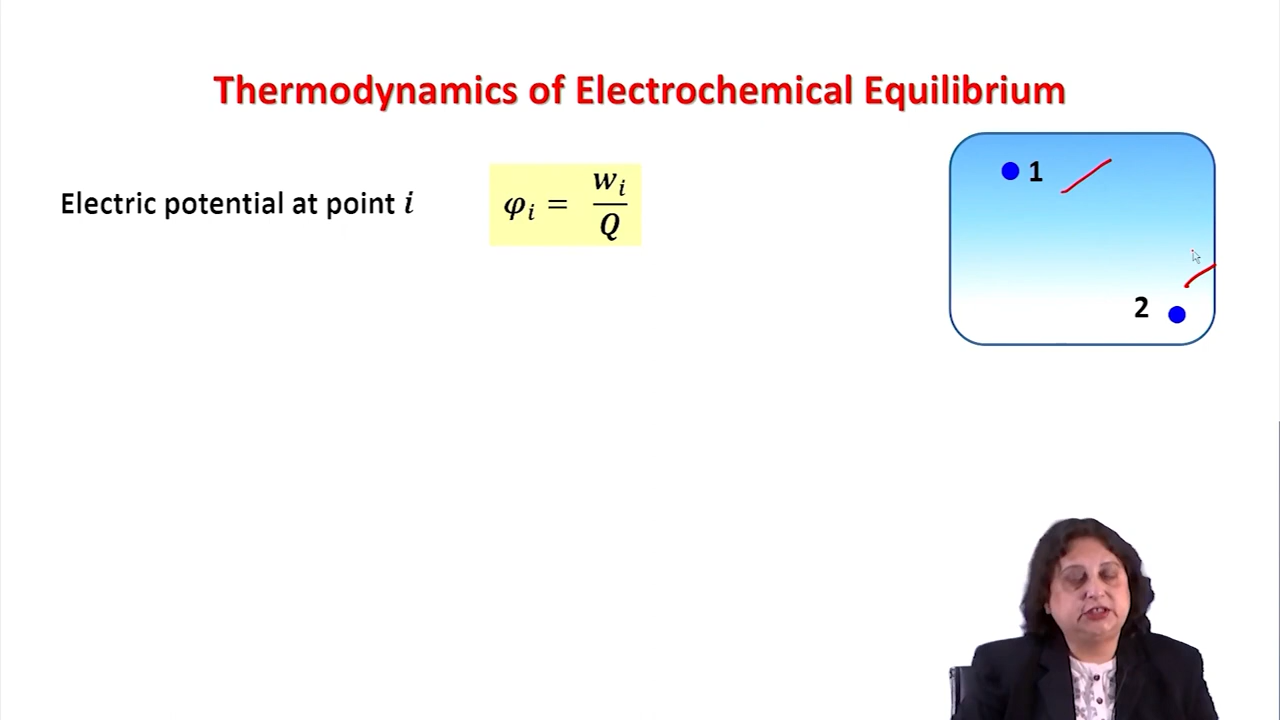 Thermodynamics of Electrochemical Equilibrium
Electric potential at point i
φᵢ = wᵢ / Q
1
2